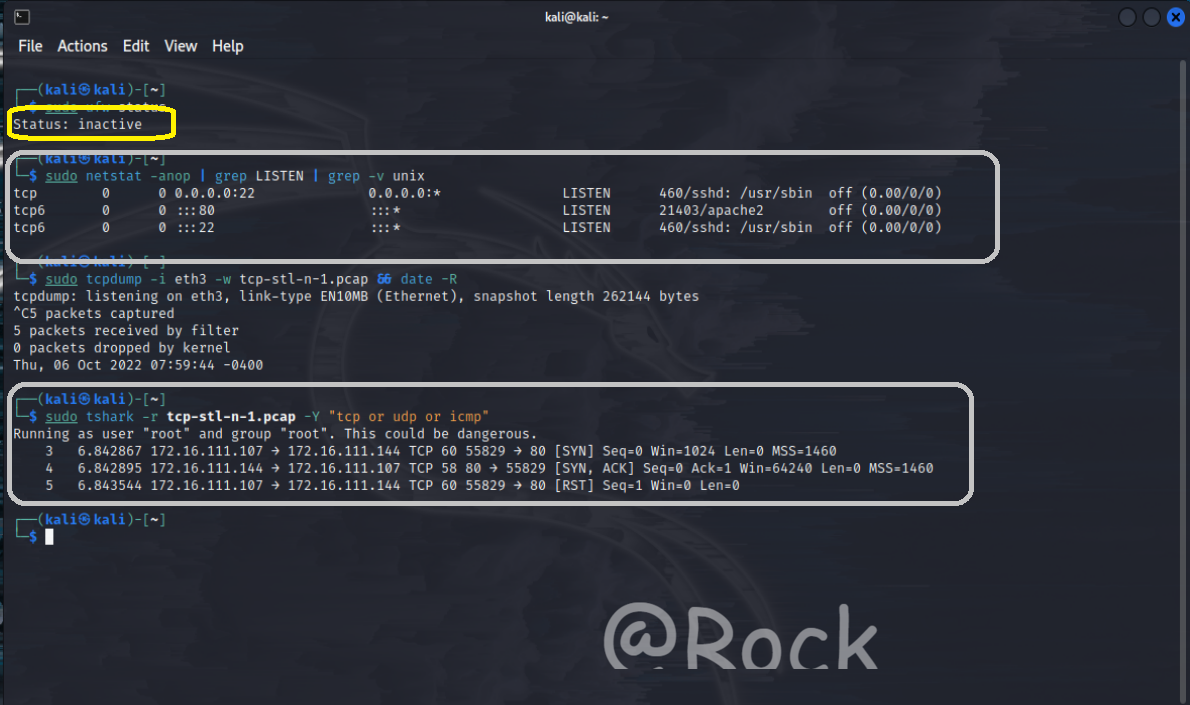 kali@kali: ~
File Actions Edit View Help
┌──(kali㉿kali)-[~]
└─$ sudo ufw status
Status: inactive
┌──(kali㉿kali)-[~]
└─$ sudo netstat -anop | grep LISTEN | grep -v unix
tcp 0 0 0.0.0.0:22 0.0.0.0:* LISTEN 460/sshd: /usr/sbin off (0.00/0/0)
tcp6 0 0 :::80 :::* LISTEN 21403/apache2 off (0.00/0/0)
tcp6 0 0 :::22 :::* LISTEN 460/sshd: /usr/sbin off (0.00/0/0)
┌──(kali㉿kali)-[~]
└─$ sudo tcpdump -i eth3 -w tcp-stl-n-1.pcap && date -R
tcpdump: listening on eth3, link-type EN10MB (Ethernet), snapshot length 262144 bytes
^C5 packets captured
5 packets received by filter
0 packets dropped by kernel
Thu, 06 Oct 2022 07:59:44 -0400
┌──(kali㉿kali)-[~]
└─$ sudo tshark -r tcp-stl-n-1.pcap -Y "tcp or udp or icmp"
Running as user "root" and group "root". This could be dangerous.
3 6.842867 172.16.111.107 → 172.16.111.144 TCP 60 55829 → 80 [SYN] Seq=0 Win=1024 Len=0 MSS=1460
4 6.842895 172.16.111.144 → 172.16.111.107 TCP 58 80 → 55829 [SYN, ACK] Seq=0 Ack=1 Win=64240 Len=0 MSS=1460
5 6.843544 172.16.111.107 → 172.16.111.144 TCP 60 55829 → 80 [RST] Seq=1 Win=0 Len=0
┌──(kali㉿kali)-[~]
└─$
@Rock